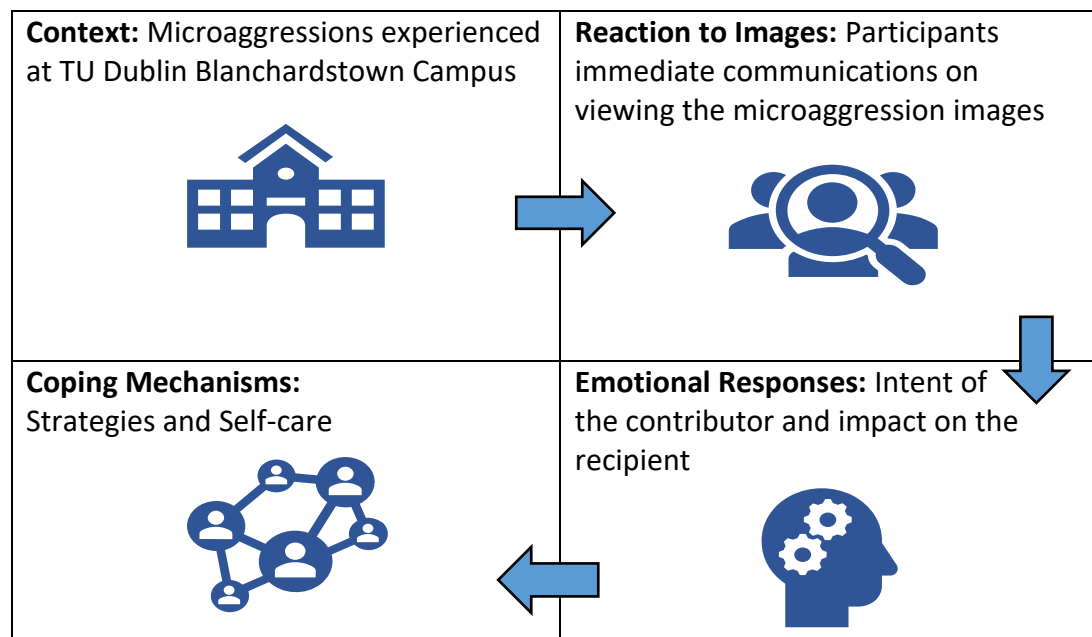 Context: Microaggressions experienced
at TU Dublin Blanchardstown Campus
Reaction to Images: Participants
immediate communications on
viewing the microaggression images
Coping Mechanisms:
Strategies and Self-care
Emotional Responses: Intent of
the contributor and impact on the
recipient